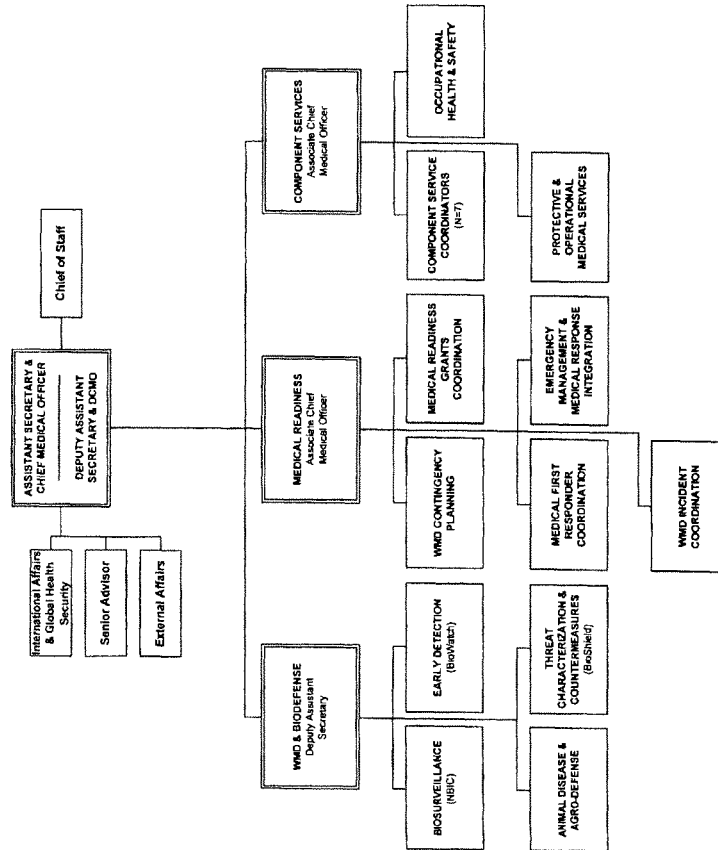 ASSISTANT SECRETARY &
CHIEF MEDICAL OFFICER
DEPUTY ASSISTANT
SECRETARY & DCMO
Chief of Staff
International Affairs
& Global Health
Security
Senior Advisor
External Affairs
WMD & BIODEFENSE
Deputy Assistant
Secretary
MEDICAL READINESS
Associate Chief
Medical Officer
COMPONENT SERVICES
Associate Chief
Medical Officer
BIOSURVEILLANCE
(NBIC)
EARLY DETECTION
(BioWatch)
ANIMAL DISEASE &
AGRO-DEFENSE
THREAT
CHARACTERIZATION &
COUNTERMEASURES
(BioShield)
WMD CONTINGENCY
PLANNING
MEDICAL READINESS
GRANTS
COORDINATION
MEDICAL FIRST
RESPONDER
COORDINATION
EMERGENCY
MANAGEMENT &
MEDICAL RESPONSE
INTEGRATION
WMD INCIDENT
COORDINATION
COMPONENT SERVICE
COORDINATORS
(N=7)
OCCUPATIONAL
HEALTH & SAFETY
PROTECTIVE &
OPERATIONAL
MEDICAL SERVICES